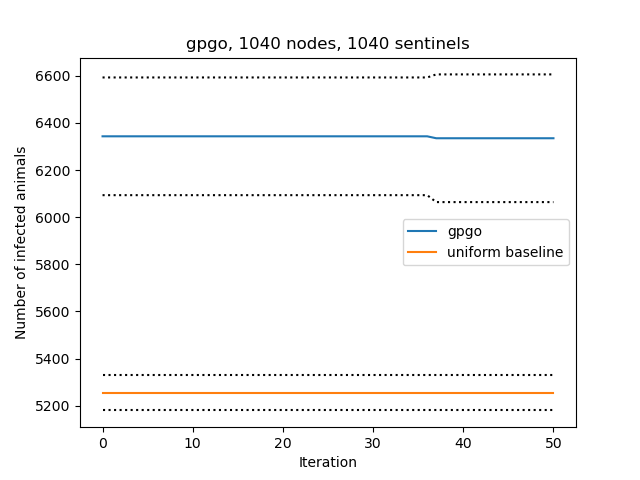 gpgo, 1040 nodes, 1040 sentinels
6600
6400
6200
6000
5800
5600
5400
5200
Number of infected animals
gpgo
uniform baseline
0 10 20 30 40 50
Iteration